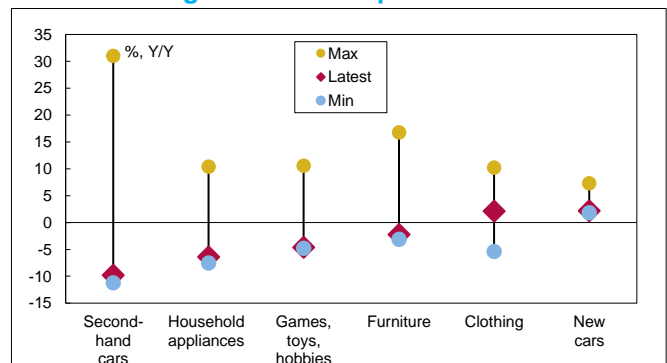 35
30
25
20
15
10
5
0
-5
-10
-15
%, Y/Y
Max
Latest
Min
Second-
hand
cars
Household
appliances
Games,
toys,
hobbies
Furniture
Clothing
New
cars